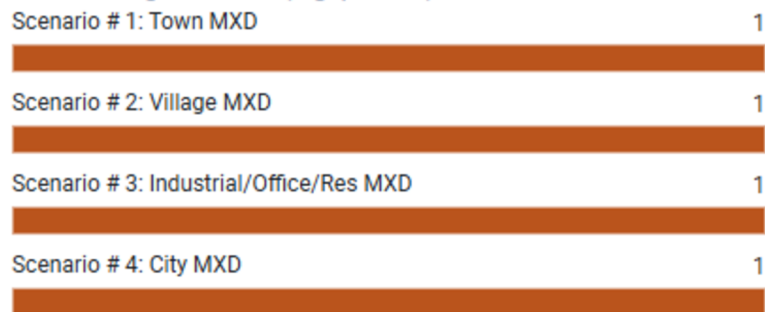 Scenario # 1: Town MXD 1
Scenario # 2: Village MXD 1
Scenario # 3: Industrial/Office/Res MXD 1
Scenario # 4: City MXD 1